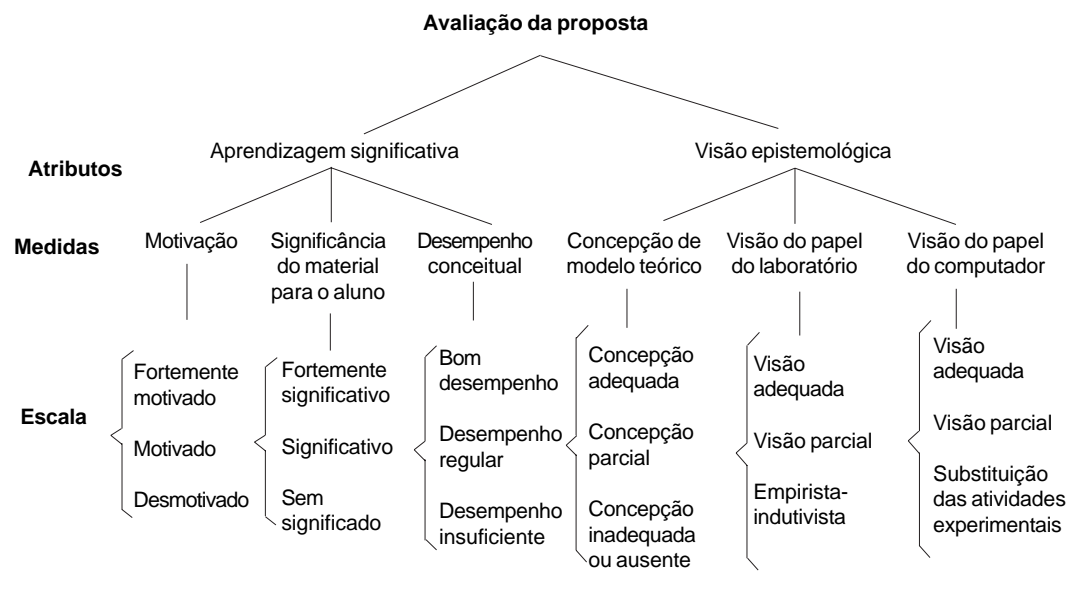 Avaliação da proposta
Atributos
Aprendizagem significativa
Visão epistemológica
Medidas
Motivação
Significância
do material
para o aluno
Desempenho
conceitual
Concepção de
modelo teórico
Visão do papel
do laboratório
Visão do papel
do computador
Escala
Fortemente
motivado
Motivado
Desmotivado
Fortemente
significativo
Significativo
Sem
significado
Bom
desempenho
Desempenho
regular
Desempenho
insuficiente
Concepção
adequada
Concepção
parcial
Concepção
inadequada
ou ausente
Visão
adequada
Visão parcial
Empirista-
indutivista
Visão
adequada
Visão parcial
Substituição
das atividades
experimentais